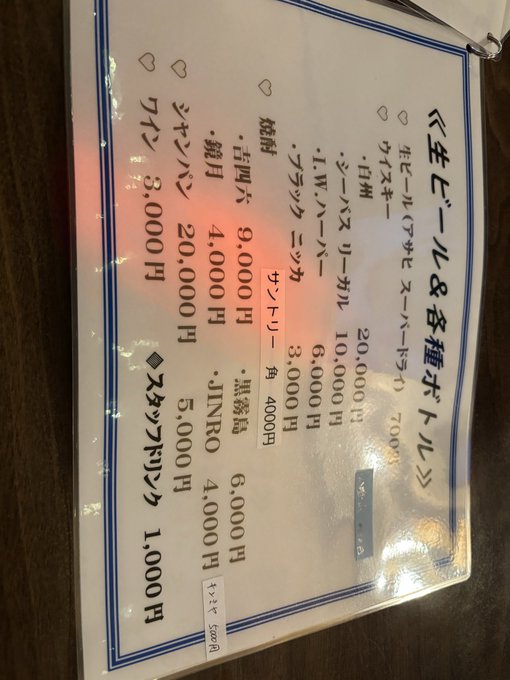 ≪生ビール＆各種ボトル≫
♡ 生ビール（アサヒ スーパードライ） 700円
♡ ウイスキー
・白州 20,000円
・シーバス リーガル 10,000円
・I.W.ハーパー 6,000円
・ブラック ニッカ 3,000円
サントリー 角 4000円
♡ 焼酎
・吉四六 9,000円 ・黒霧島 6,000円
・鏡月 4,000円 ・JINRO 4,000円
キンミヤ 5000円
♡ シャンパン 20,000円 5,000円
♡ ワイン 3,000円 ◆スタッフドリンク 1,000円